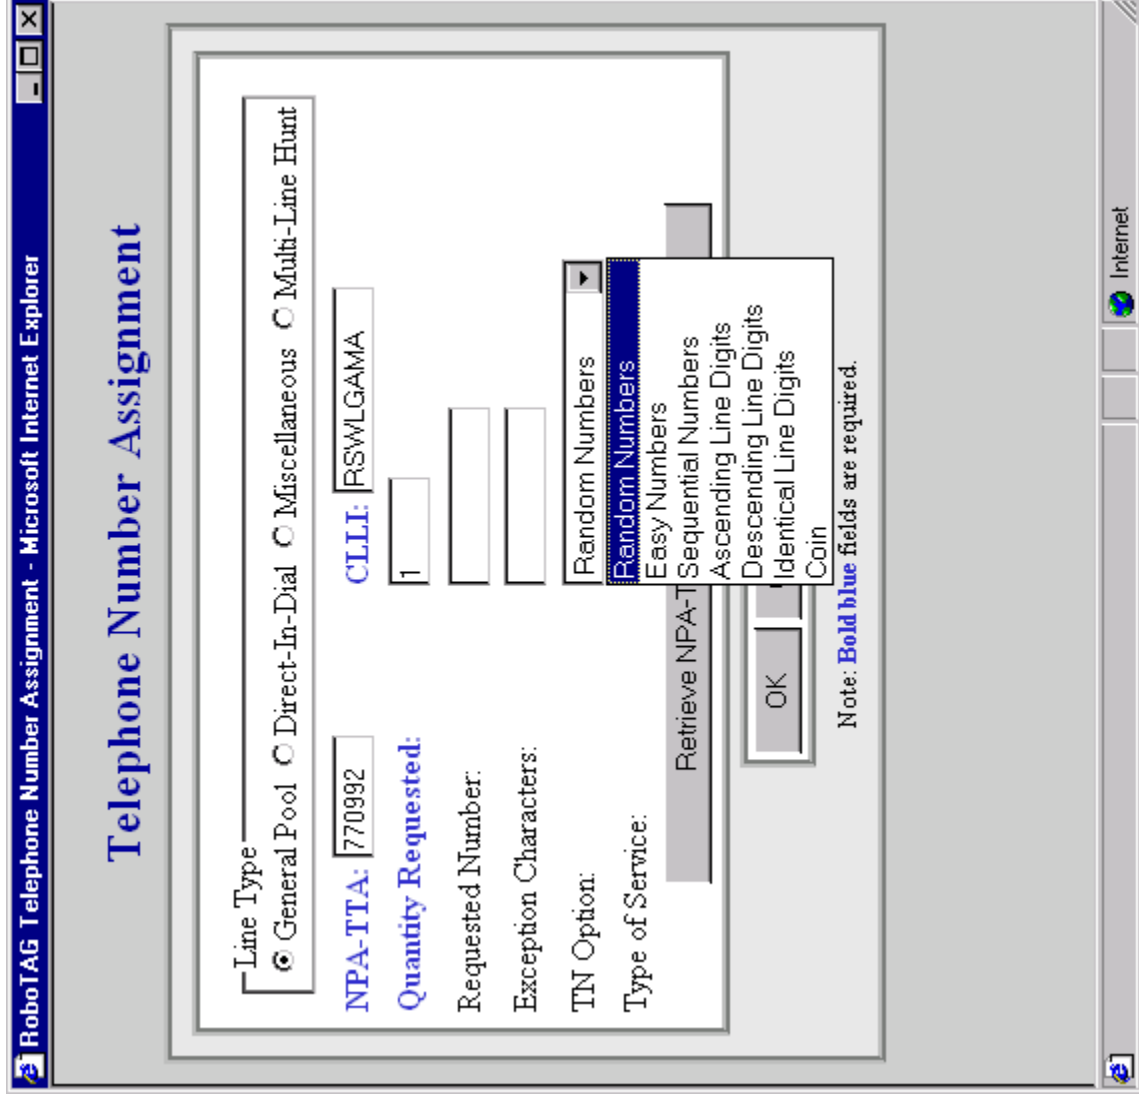 RoboTAG Telephone Number Assignment - Microsoft Internet Explorer
Telephone Number Assignment
Line Type
General Pool Direct-In-Dial Miscellaneous Multi-Line Hunt
NPA-TTA: 770992 CLLI: RSWLGAMA
Quantity Requested: 1
Requested Number:
Exception Characters:
TN Option: Random Numbers
Type of Service:
Random Numbers
Easy Numbers
Sequential Numbers
Ascending Line Digits
Descending Line Digits
Identical Line Digits
Coin
Retrieve NPA-T
OK
Note: Bold blue fields are required.
Internet